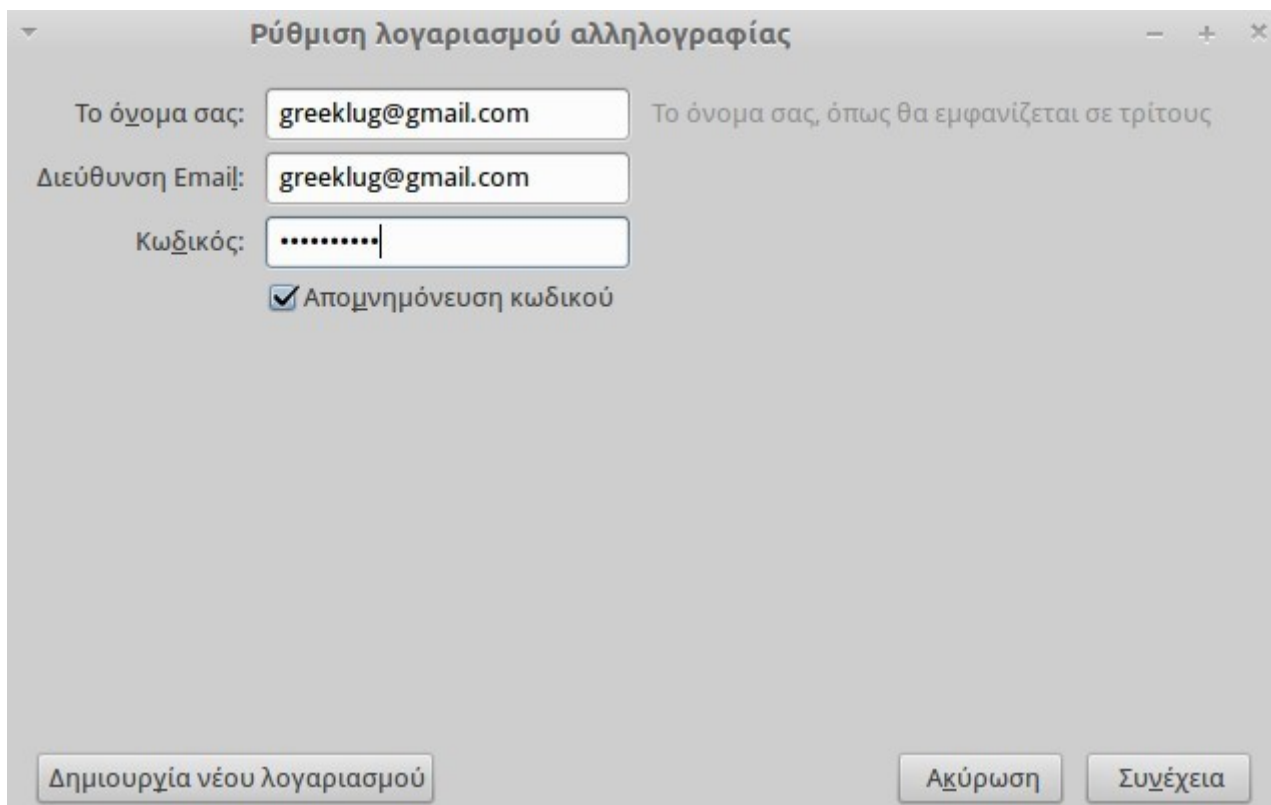 Ρύθμιση λογαριασμού αλληλογραφίας
Το όνομα σας: greeklug@gmail.com Το όνομα σας, όπως θα εμφανίζεται σε τρίτους
Διεύθυνση Email: greeklug@gmail.com
Κωδικός: ••••••••••
Απομνημόνευση κωδικού
Δημιουργία νέου λογαριασμού Ακύρωση Συνέχεια